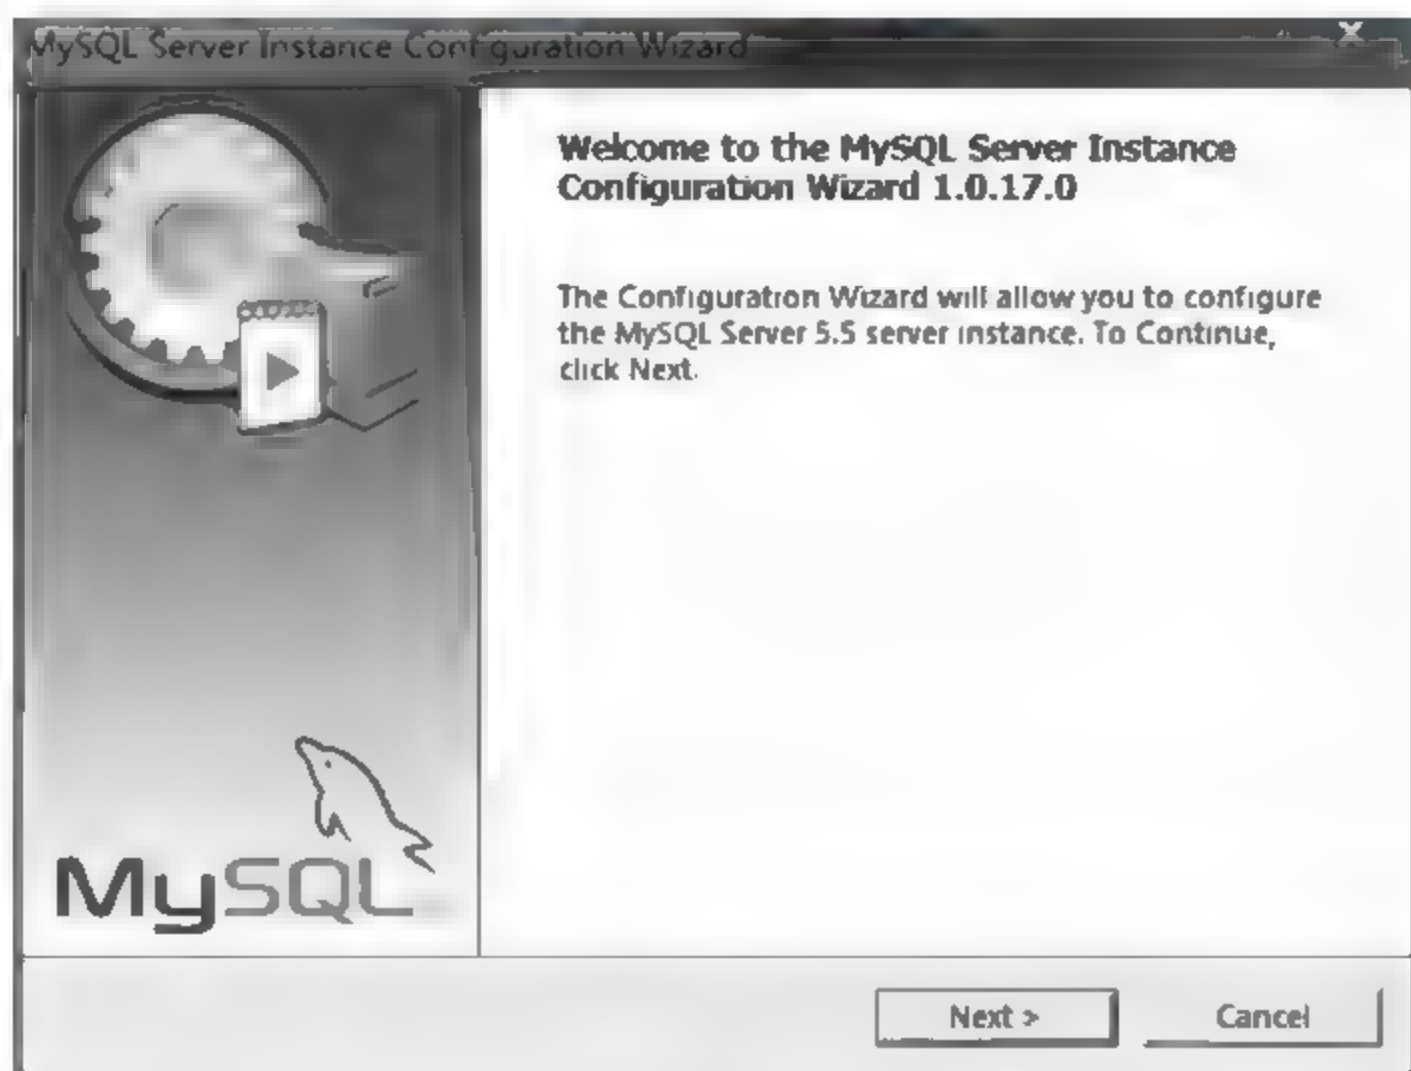 MySQL Server Instance Configuration Wizard
X
Welcome to the MySQL Server Instance
Configuration Wizard 1.0.17.0
The Configuration Wizard will allow you to configure
the MySQL Server 5.5 server instance. To Continue,
click Next.
MySQL
Next >
Cancel